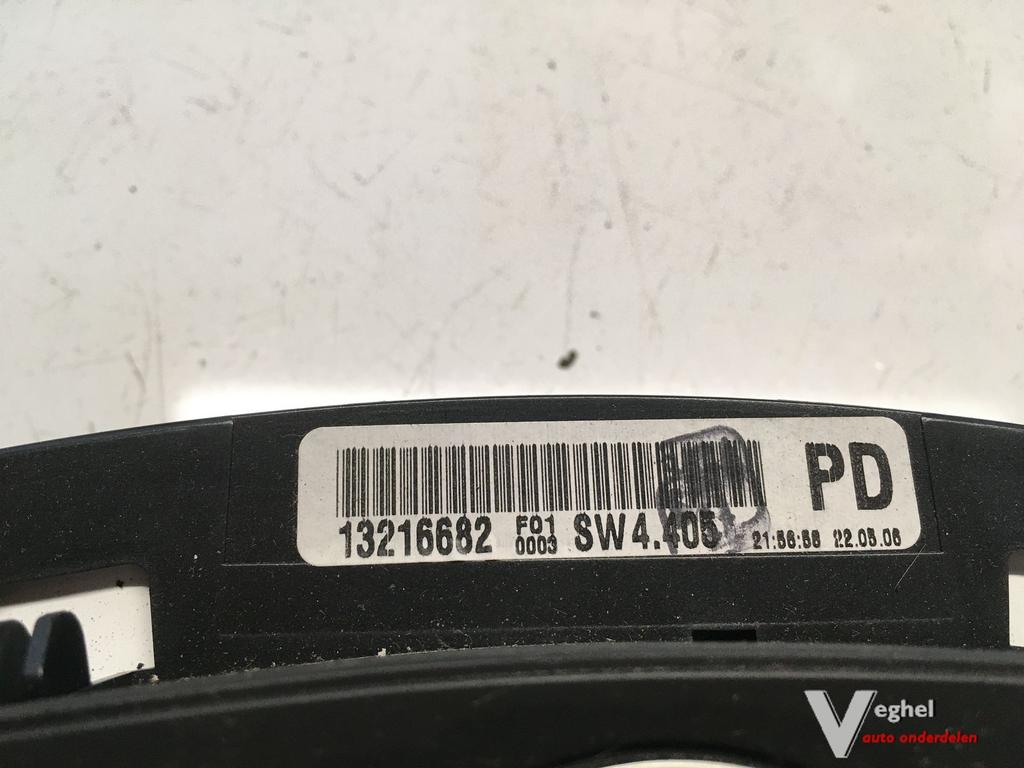 13216682 F01 0003 SW4.405 21:56:58 22.05.06 PD
Veghel
auto onderdelen